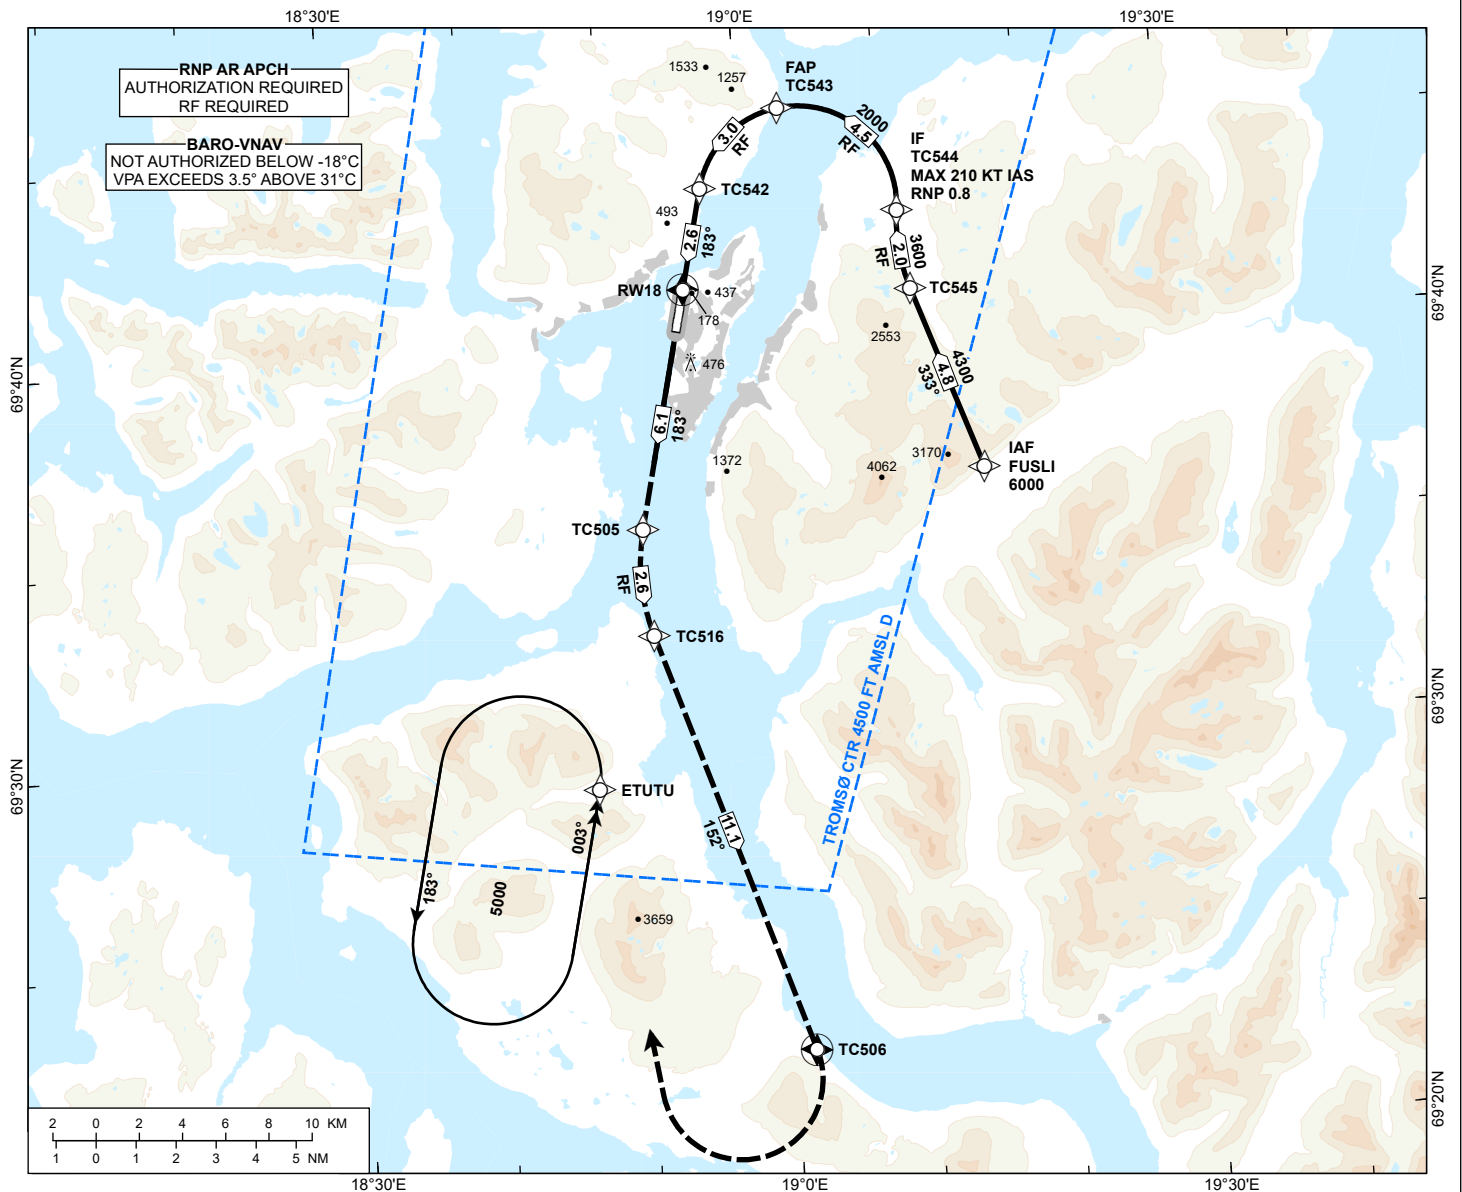 18°30'E
19°0'E
19°30'E
RNP AR APCH
AUTHORIZATION REQUIRED
RF REQUIRED
BARO-VNAV
NOT AUTHORIZED BELOW -18°C
VPA EXCEEDS 3.5° ABOVE 31°C
1533
1257
FAP
TC543
2000
4.5
RF
3.0
RF
IF
TC544
MAX 210 KT IAS
RNP 0.8
TC542
493
2.6
183°
3600
2.0
RF
RW18
437
178
TC545
2553
476
4300
4.8
333°
69°40'N
69°40'N
6.1
183°
1372
4062
3170
IAF
FUSLI
6000
TC505
2.6
RF
TC516
TROMSØ CTR 4500 FT AMSL D
69°30'N
69°30'N
ETUTU
003°
183°
5000
11.1
152°
3659
TC506
69°20'N
2 0 2 4 6 8 10 KM
1 0 1 2 3 4 5 NM
18°30'E
19°0'E
19°30'E